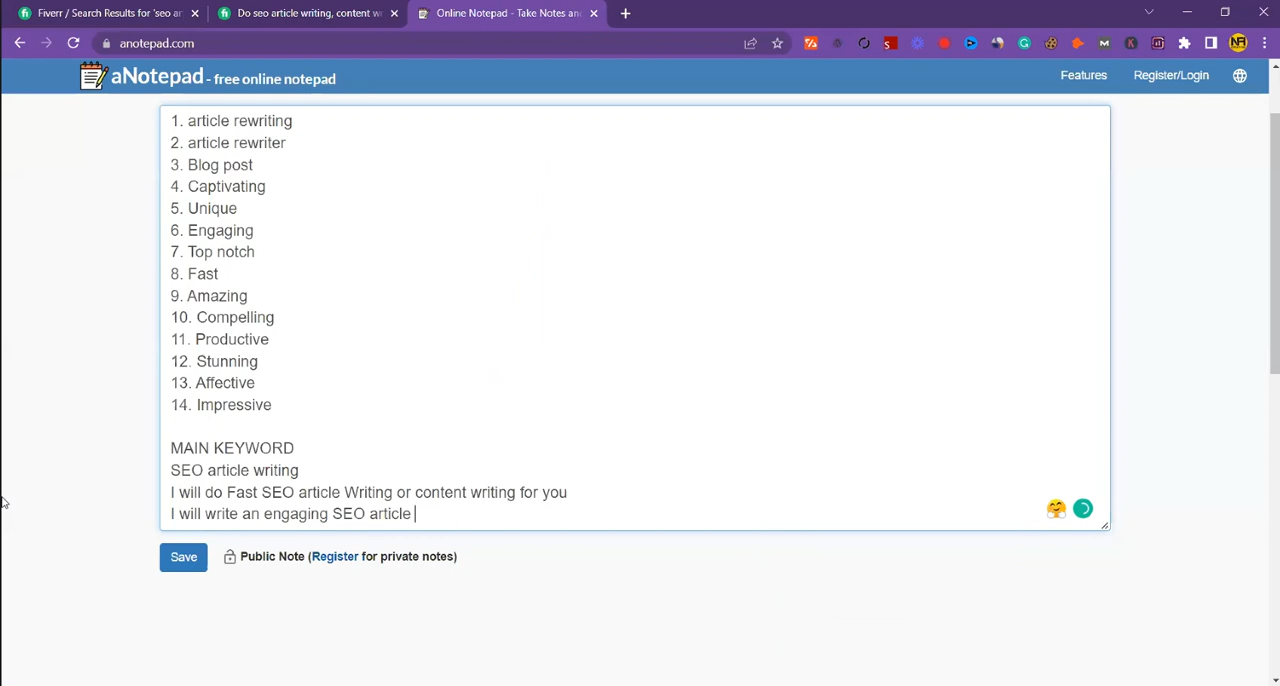 Fiverr / Search Results for 'seo ar
Do seo article writing, content wr
Online Notepad - Take Notes and
anotepad.com
aNotepad - free online notepad
Features
Register/Login
1. article rewriting
2. article rewriter
3. Blog post
4. Captivating
5. Unique
6. Engaging
7. Top notch
8. Fast
9. Amazing
10. Compelling
11. Productive
12. Stunning
13. Affective
14. Impressive
MAIN KEYWORD
SEO article writing
I will do Fast SEO article Writing or content writing for you
I will write an engaging SEO article
Save
Public Note (Register for private notes)